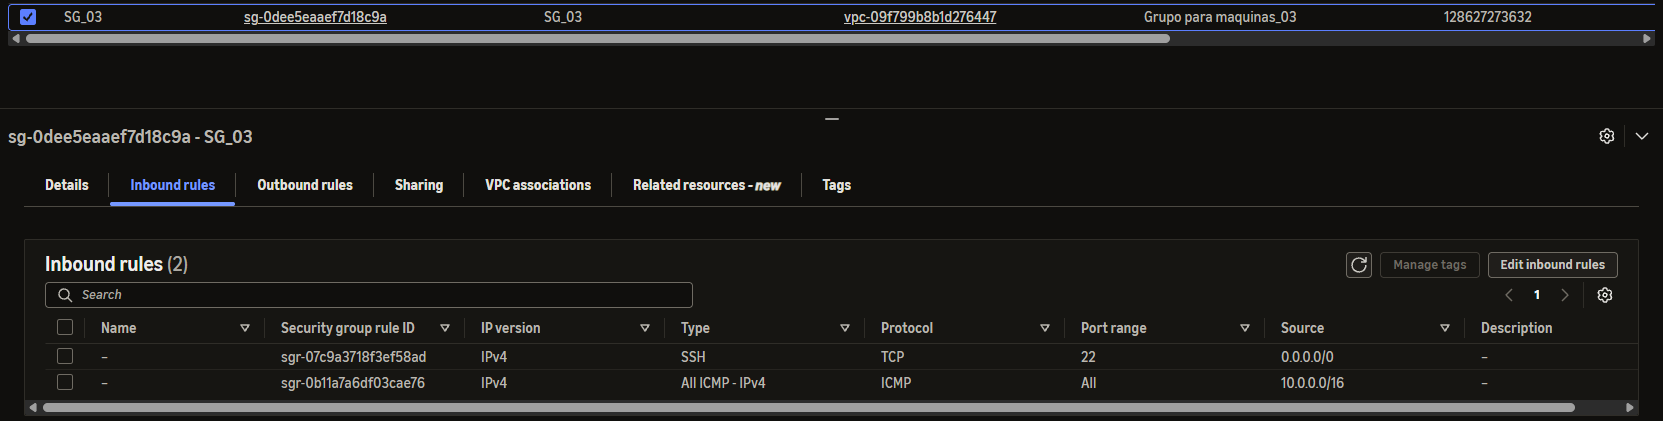 SG_03 sg-0dee5eaaef7d18c9a SG_03 vpc-09f799b8b1d276447 Grupo para maquinas_03 128627273632
sg-0dee5eaaef7d18c9a - SG_03
Details Inbound rules Outbound rules Sharing VPC associations Related resources - new Tags
Inbound rules (2) Manage tags Edit inbound rules
Search 1
Name Security group rule ID IP version Type Protocol Port range Source Description
– sgr-07c9a3718f3ef58ad IPv4 SSH TCP 22 0.0.0.0/0 –
– sgr-0b11a7a6df03cae76 IPv4 All ICMP - IPv4 ICMP All 10.0.0.0/16 –